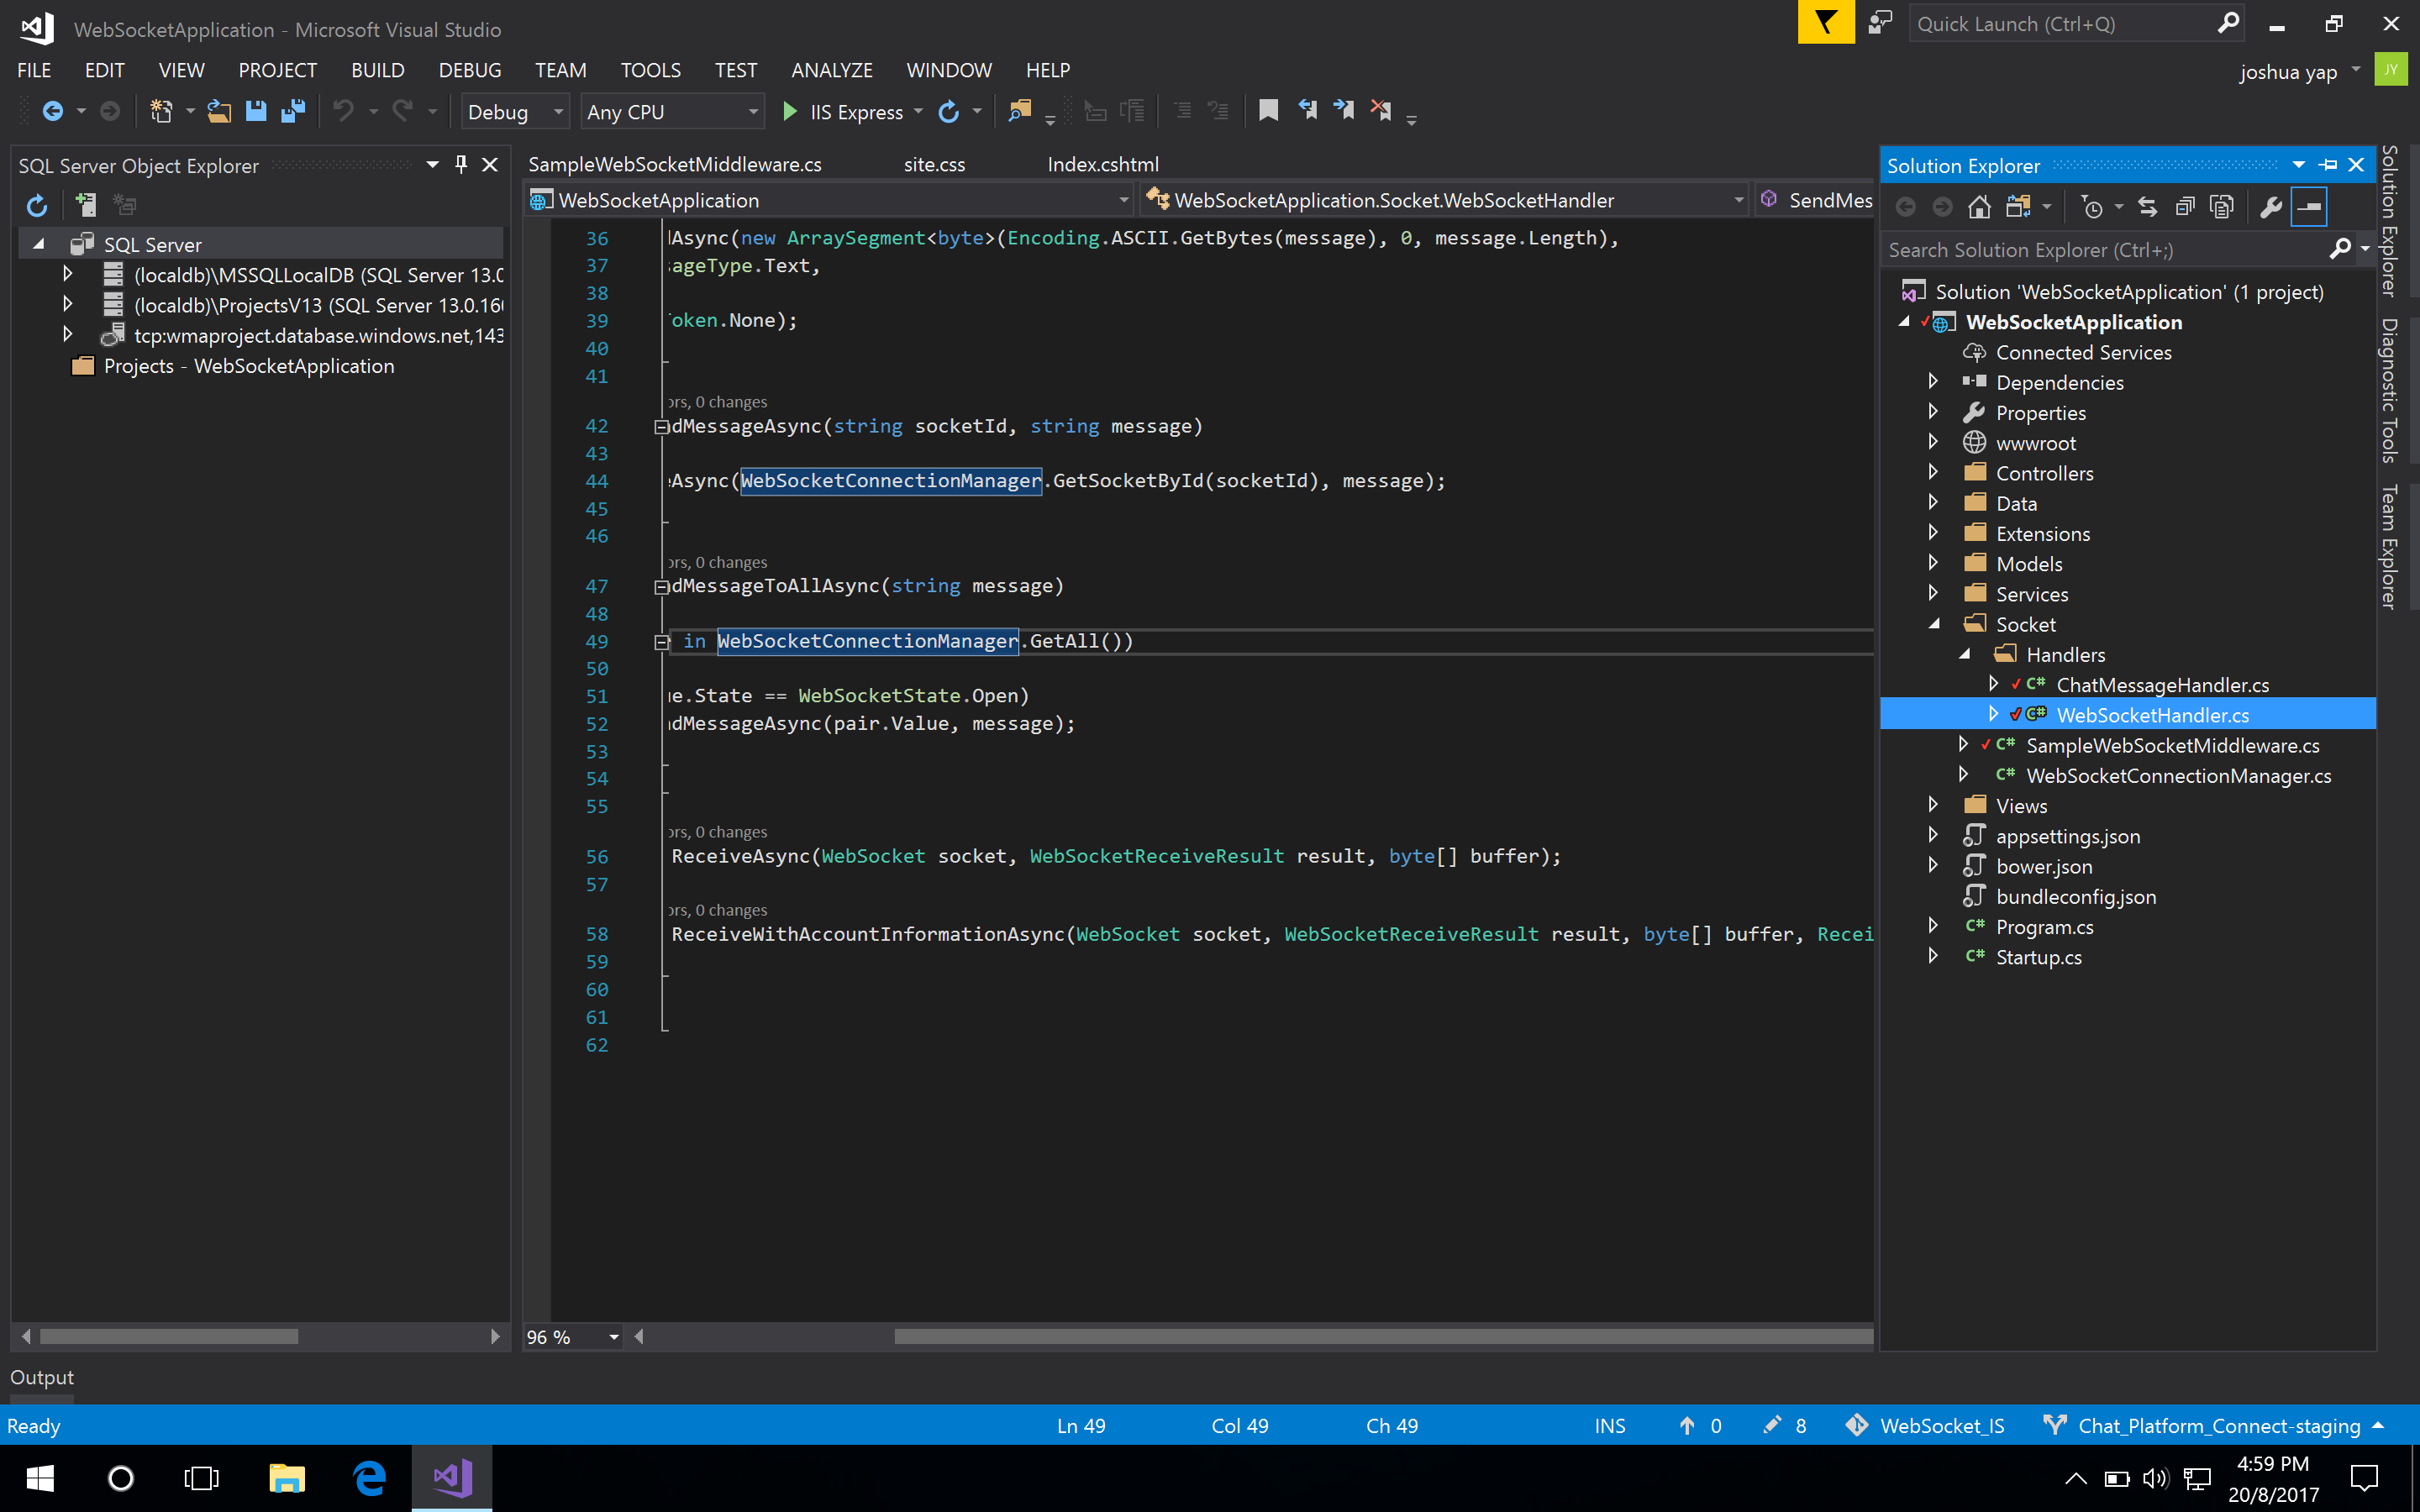 WebSocketApplication - Microsoft Visual Studio
Quick Launch (Ctrl+Q)
FILE EDIT VIEW PROJECT BUILD DEBUG TEAM TOOLS TEST ANALYZE WINDOW HELP
joshua yap JY
Debug Any CPU IIS Express
SQL Server Object Explorer
SQL Server
(localdb)\MSSQLLocalDB (SQL Server 13.0
(localdb)\ProjectsV13 (SQL Server 13.0.16
tcp:wmaproject.database.windows.net,143
Projects - WebSocketApplication
SampleWebSocketMiddleware.cs site.css Index.cshtml
WebSocketApplication WebSocketApplication.Socket.WebSocketHandler SendMes
36 Async(new ArraySegment<byte>(Encoding.ASCII.GetBytes(message), 0, message.Length),
37 ageType.Text,
38
39 oken.None);
40
41
ors, 0 changes
42 dMessageAsync(string socketId, string message)
43
44 eAsync(WebSocketConnectionManager.GetSocketById(socketId), message);
45
46
ors, 0 changes
47 dMessageToAllAsync(string message)
48
49 in WebSocketConnectionManager.GetAll())
50
51 e.State == WebSocketState.Open)
52 dMessageAsync(pair.Value, message);
53
54
55
ors, 0 changes
56 ReceiveAsync(WebSocket socket, WebSocketReceiveResult result, byte[] buffer);
57
ors, 0 changes
58 ReceiveWithAccountInformationAsync(WebSocket socket, WebSocketReceiveResult result, byte[] buffer, Recei
59
60
61
62
96 %
Solution Explorer
Search Solution Explorer (Ctrl+;)
Solution 'WebSocketApplication' (1 project)
WebSocketApplication
Connected Services
Dependencies
Properties
wwwroot
Controllers
Data
Extensions
Models
Services
Socket
Handlers
C# ChatMessageHandler.cs
C# WebSocketHandler.cs
C# SampleWebSocketMiddleware.cs
C# WebSocketConnectionManager.cs
Views
appsettings.json
bower.json
bundleconfig.json
C# Program.cs
C# Startup.cs
Solution Explorer
Diagnostic Tools
Team Explorer
Output
Ready Ln 49 Col 49 Ch 49 INS 0 8 WebSocket_IS Chat_Platform_Connect-staging
4:59 PM
20/8/2017